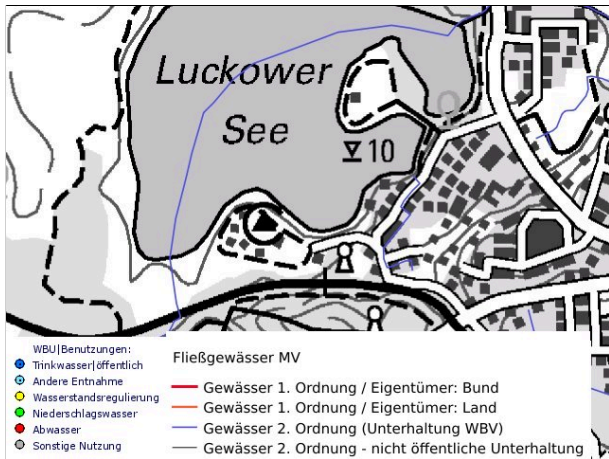 Luckower
See
10
WBU|Benutzungen:
Trinkwasser|öffentlich
Andere Entnahme
Wasserstandsregulierung
Niederschlagswasser
Abwasser
Sonstige Nutzung
Fließgewässer MV
Gewässer 1. Ordnung / Eigentümer: Bund
Gewässer 1. Ordnung / Eigentümer: Land
Gewässer 2. Ordnung (Unterhaltung WBV)
Gewässer 2. Ordnung - nicht öffentliche Unterhaltung